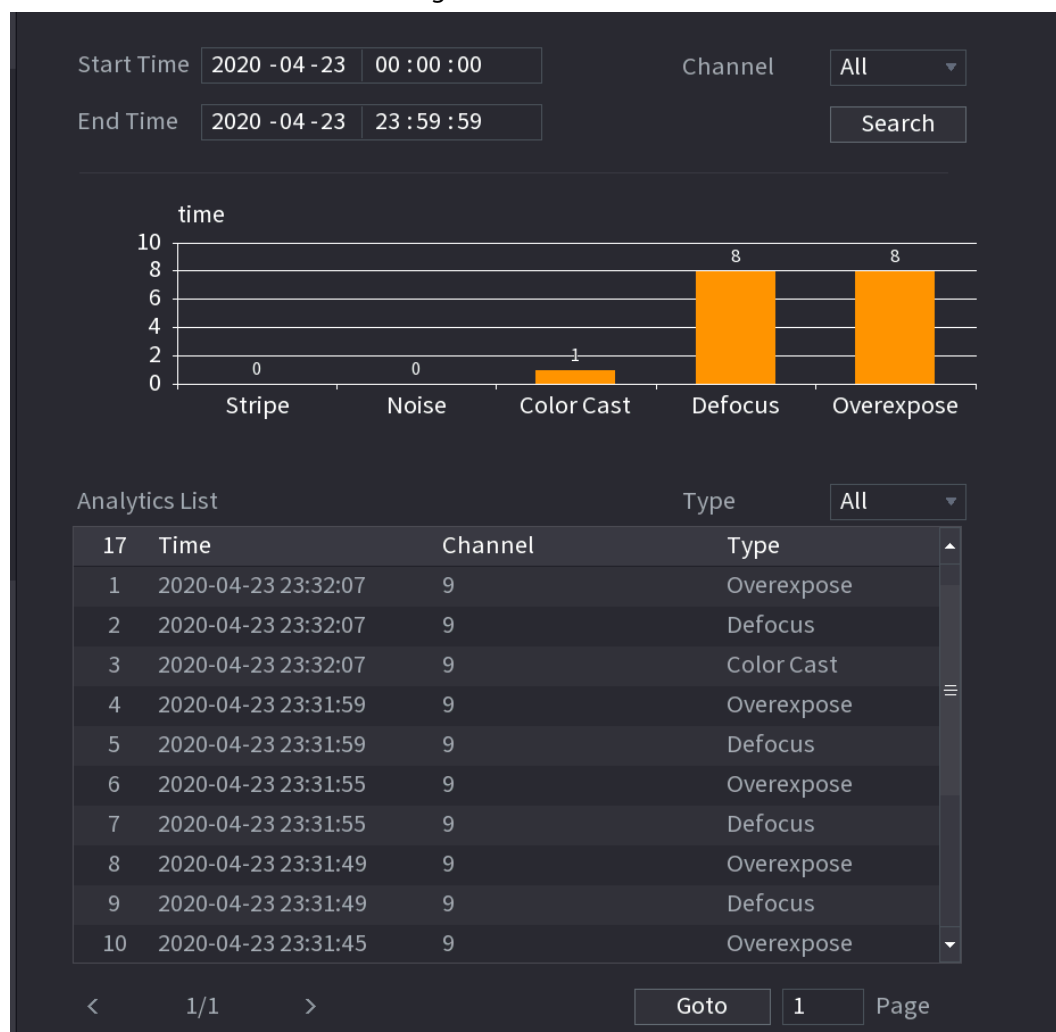 Start Time 2020 -04 -23 00 :00 :00 Channel All
End Time 2020 -04 -23 23 :59 :59 Search
time
10
8
6
4
2
0
0 0 1 8 8
Stripe Noise Color Cast Defocus Overexpose
Analytics List Type All
17 Time Channel Type
1 2020-04-23 23:32:07 9 Overexpose
2 2020-04-23 23:32:07 9 Defocus
3 2020-04-23 23:32:07 9 Color Cast
4 2020-04-23 23:31:59 9 Overexpose
5 2020-04-23 23:31:59 9 Defocus
6 2020-04-23 23:31:55 9 Overexpose
7 2020-04-23 23:31:55 9 Defocus
8 2020-04-23 23:31:49 9 Overexpose
9 2020-04-23 23:31:49 9 Defocus
10 2020-04-23 23:31:45 9 Overexpose
< 1/1 > Goto 1 Page